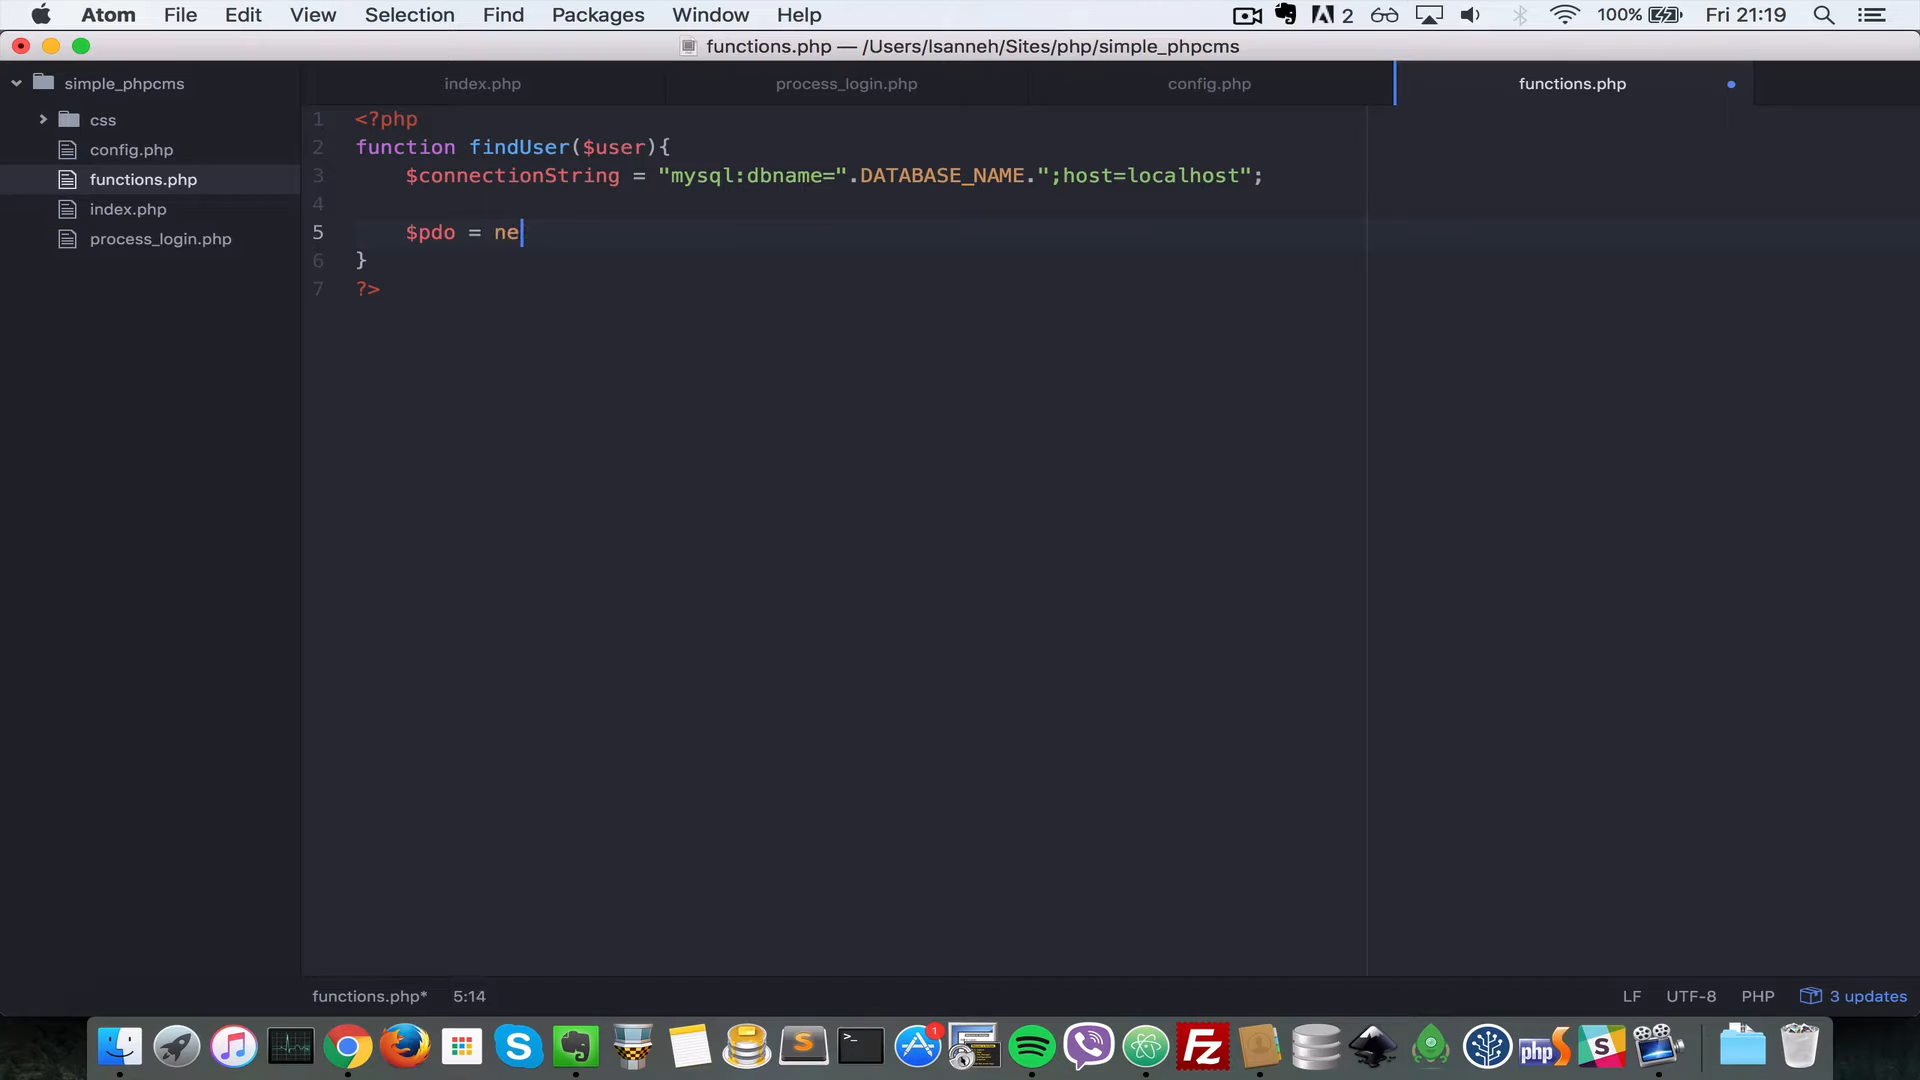 Atom File Edit View Selection Find Packages Window Help 2 100% Fri 21:19
functions.php — /Users/lsanneh/Sites/php/simple_phpcms
simple_phpcms
css
config.php
functions.php
index.php
process_login.php
index.php process_login.php config.php functions.php
1 <?php
2 function findUser($user){
3 $connectionString = "mysql:dbname=".DATABASE_NAME.";host=localhost";
4
5 $pdo = ne
6 }
7 ?>
functions.php* 5:14 LF UTF-8 PHP 3 updates
S S >_ 1 Fz php S